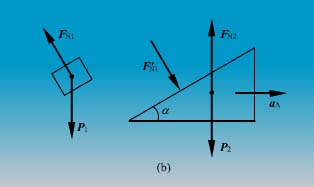 F_N1
F_N2
F'_N1
α
a_A
P_1
P_2
(b)